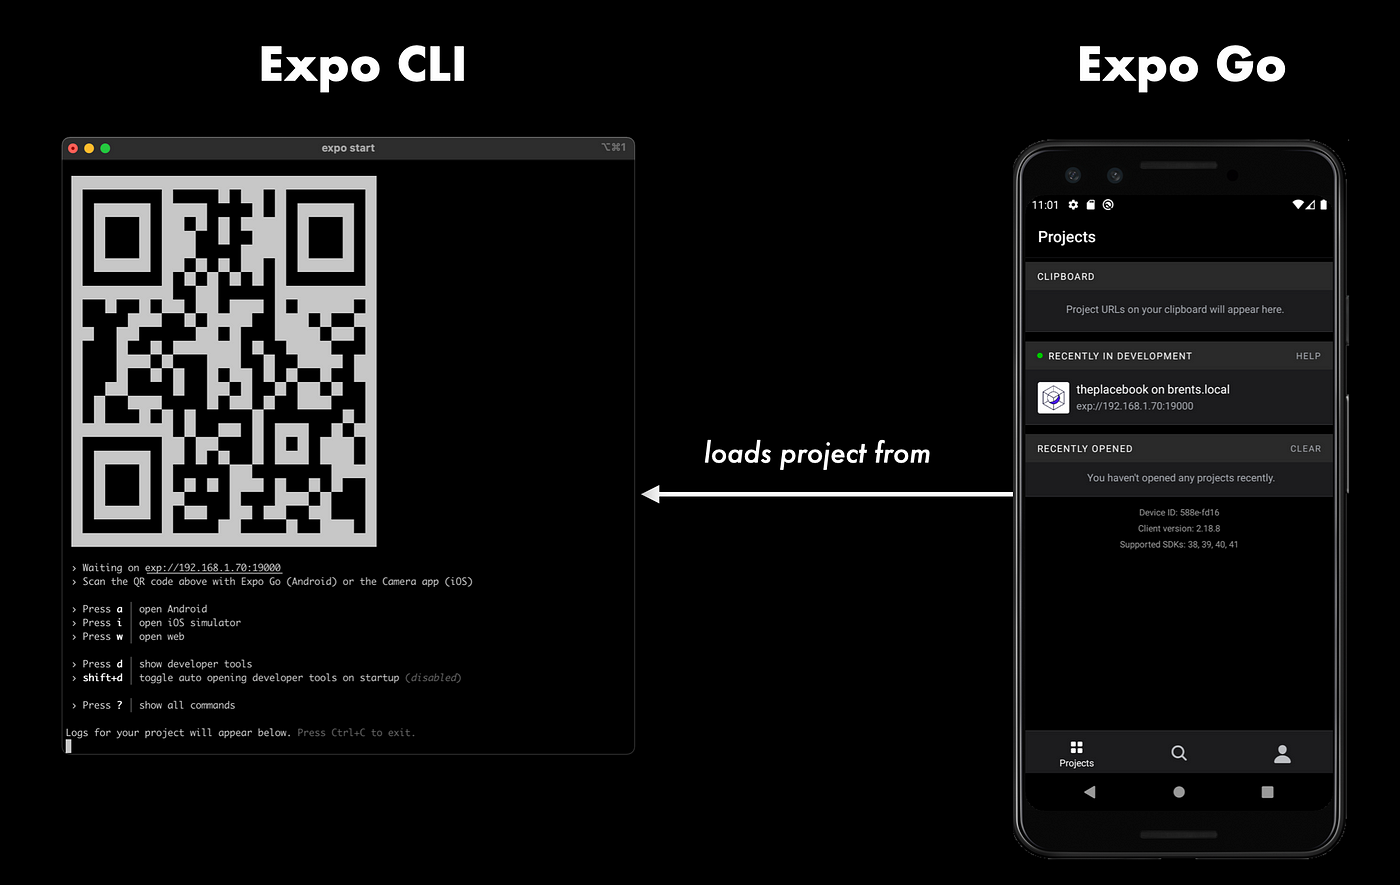 Expo CLI
Expo Go
expo start
⌥⌘1
› Waiting on exp://192.168.1.70:19000
› Scan the QR code above with Expo Go (Android) or the Camera app (iOS)
› Press a │ open Android
› Press i │ open iOS simulator
› Press w │ open web
› Press d │ show developer tools
› shift+d │ toggle auto opening developer tools on startup (disabled)
› Press ? │ show all commands
Logs for your project will appear below. Press Ctrl+C to exit.
loads project from
11:01
Projects
CLIPBOARD
Project URLs on your clipboard will appear here.
RECENTLY IN DEVELOPMENT HELP
theplacebook on brents.local
exp://192.168.1.70:19000
RECENTLY OPENED CLEAR
You haven't opened any projects recently.
Device ID: 588e-fd16
Client version: 2.18.8
Supported SDKs: 38, 39, 40, 41
Projects